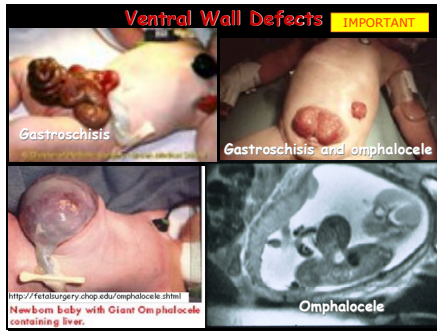 Ventral Wall Defects
IMPORTANT
Gastroschisis
Gastroschisis and omphalocele
http://fetalsurgery.chop.edu/omphalocele.shtml
Newborn baby with Giant Omphalocele
containing liver.
Omphalocele